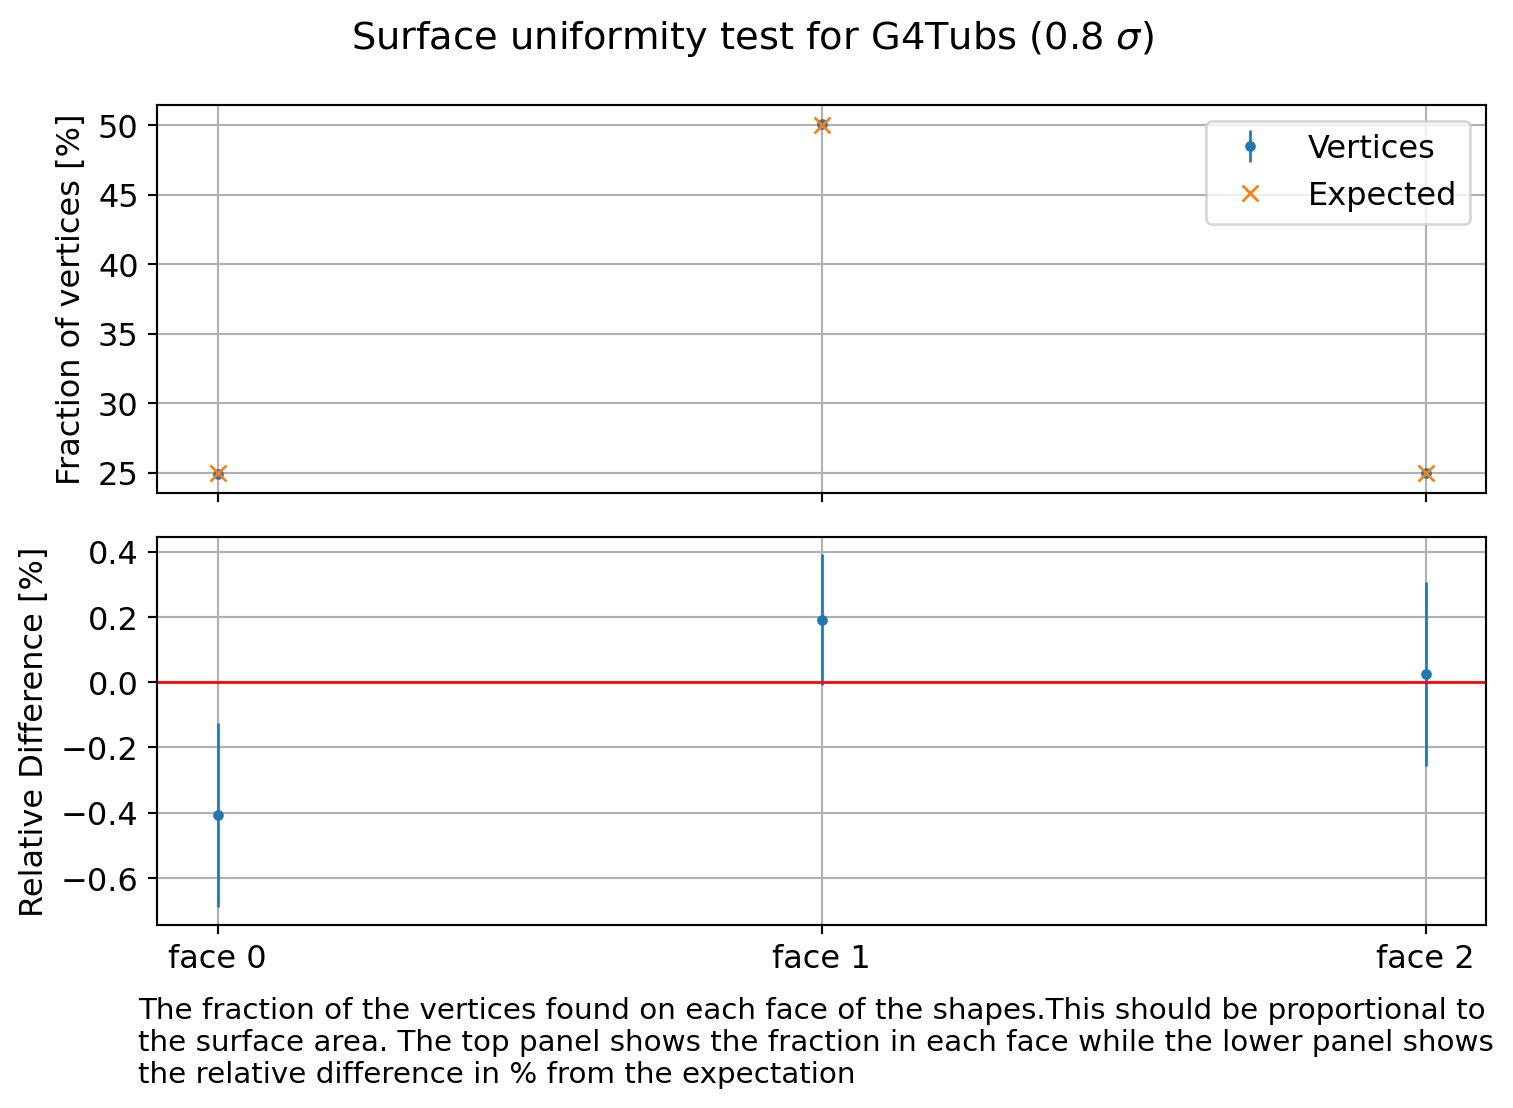 Surface uniformity test for G4Tubs (0.8 σ)
Fraction of vertices [%]
50
45
40
35
30
25
Vertices
Expected
Relative Difference [%]
0.4
0.2
0.0
−0.2
−0.4
−0.6
face 0
face 1
face 2
The fraction of the vertices found on each face of the shapes.This should be proportional to
the surface area. The top panel shows the fraction in each face while the lower panel shows
the relative difference in % from the expectation